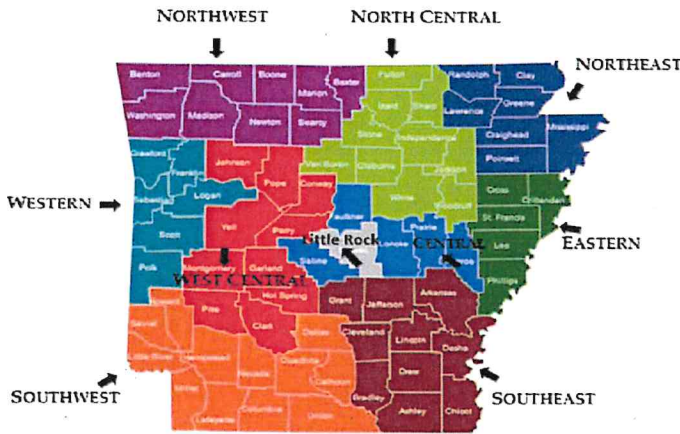 NORTHWEST
NORTH CENTRAL
NORTHEAST
Benton
Carroll
Boone
Marion
Baxter
Fulton
Randolph
Clay
Washington
Madison
Newton
Searcy
Izard
Sharp
Lawrence
Greene
Mississippi
Stone
Independence
Craighead
Poinsett
Crawford
Franklin
Johnson
Pope
Conway
Van Buren
Cleburne
Jackson
White
Woodruff
Cross
Crittenden
St. Francis
Lee
Phillips
WESTERN
Sebastian
Logan
Scott
Polk
Yell
Perry
Faulkner
Little Rock
Saline
Lonoke
Prairie
CENTRAL
EASTERN
Montgomery
Garland
WEST CENTRAL
Hot Spring
Pike
Clark
Grant
Jefferson
Arkansas
Sevier
Little River
Hempstead
Nevada
Dallas
Ouachita
Calhoun
Cleveland
Lincoln
Desha
Drew
Bradley
Ashley
Chicot
Miller
Lafayette
Columbia
Union
SOUTHWEST
SOUTHEAST